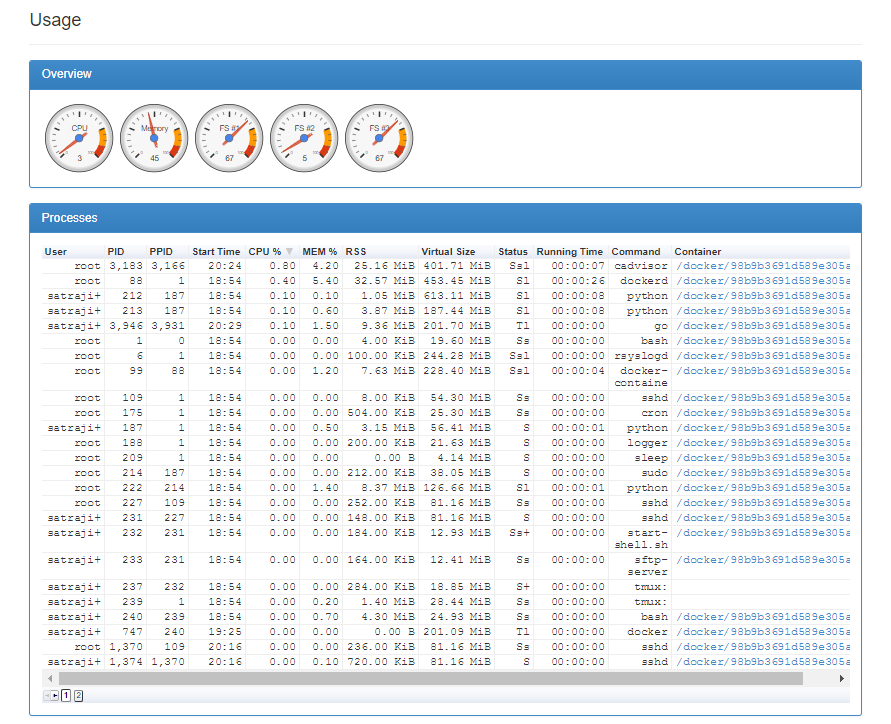 Usage
Overview
CPU Memory FS #1 FS #2 FS #3
3 45 67 5 67
Processes
User PID PPID Start Time CPU % ▼ MEM % RSS Virtual Size Status Running Time Command Container
root 3,183 3,166 20:24 0.80 4.20 25.16 MiB 401.71 MiB Ssl 00:00:07 cadvisor /docker/98b9b3691d589e305a
root 88 1 18:54 0.40 5.40 32.57 MiB 453.45 MiB Sl 00:00:26 dockerd /docker/98b9b3691d589e305a
satraji+ 212 187 18:54 0.10 0.10 1.05 MiB 613.11 MiB Sl 00:00:08 python /docker/98b9b3691d589e305a
satraji+ 213 187 18:54 0.10 0.60 3.87 MiB 187.44 MiB Sl 00:00:08 python /docker/98b9b3691d589e305a
satraji+ 3,946 3,931 20:29 0.10 1.50 9.36 MiB 201.70 MiB Tl 00:00:00 go /docker/98b9b3691d589e305a
root 1 0 18:54 0.00 0.00 4.00 KiB 19.60 MiB Ss 00:00:00 bash /docker/98b9b3691d589e305a
root 6 1 18:54 0.00 0.00 100.00 KiB 244.28 MiB Ssl 00:00:00 rsyslogd /docker/98b9b3691d589e305a
root 99 88 18:54 0.00 1.20 7.63 MiB 228.40 MiB Ssl 00:00:04 docker- /docker/98b9b3691d589e305a
containe
root 109 1 18:54 0.00 0.00 8.00 KiB 54.30 MiB Ss 00:00:00 sshd /docker/98b9b3691d589e305a
root 175 1 18:54 0.00 0.00 504.00 KiB 25.30 MiB Ss 00:00:00 cron /docker/98b9b3691d589e305a
satraji+ 187 1 18:54 0.00 0.50 3.15 MiB 56.41 MiB S 00:00:01 python /docker/98b9b3691d589e305a
root 188 1 18:54 0.00 0.00 200.00 KiB 21.63 MiB S 00:00:00 logger /docker/98b9b3691d589e305a
root 209 1 18:54 0.00 0.00 0.00 B 4.14 MiB S 00:00:00 sleep /docker/98b9b3691d589e305a
root 214 187 18:54 0.00 0.00 212.00 KiB 38.05 MiB S 00:00:00 sudo /docker/98b9b3691d589e305a
root 222 214 18:54 0.00 1.40 8.37 MiB 126.66 MiB Sl 00:00:01 python /docker/98b9b3691d589e305a
root 227 109 18:54 0.00 0.00 252.00 KiB 81.16 MiB Ss 00:00:00 sshd /docker/98b9b3691d589e305a
satraji+ 231 227 18:54 0.00 0.00 148.00 KiB 81.16 MiB S 00:00:00 sshd /docker/98b9b3691d589e305a
satraji+ 232 231 18:54 0.00 0.00 184.00 KiB 12.93 MiB Ss+ 00:00:00 start- /docker/98b9b3691d589e305a
shell.sh
satraji+ 233 231 18:54 0.00 0.00 164.00 KiB 12.41 MiB Ss 00:00:00 sftp- /docker/98b9b3691d589e305a
server
satraji+ 237 232 18:54 0.00 0.00 284.00 KiB 18.85 MiB S+ 00:00:00 tmux:
satraji+ 239 1 18:54 0.00 0.20 1.40 MiB 28.44 MiB Ss 00:00:00 tmux:
satraji+ 240 239 18:54 0.00 0.70 4.30 MiB 24.93 MiB Ss 00:00:00 bash /docker/98b9b3691d589e305a
satraji+ 747 240 19:25 0.00 0.00 0.00 B 201.09 MiB Tl 00:00:00 docker /docker/98b9b3691d589e305a
root 1,370 109 20:16 0.00 0.00 236.00 KiB 81.16 MiB Ss 00:00:00 sshd /docker/98b9b3691d589e305a
satraji+ 1,374 1,370 20:16 0.00 0.10 720.00 KiB 81.16 MiB S 00:00:00 sshd /docker/98b9b3691d589e305a
1 2